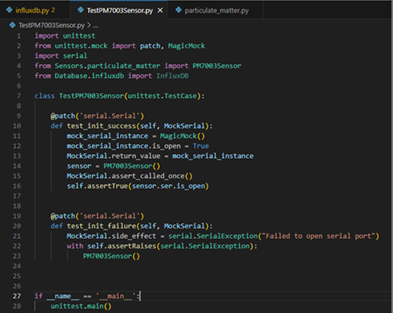 influxdb.py 2
TestPM7003Sensor.py ×
particulate_matter.py
TestPM7003Sensor.py > ...
1 import unittest
2 from unittest.mock import patch, MagicMock
3 import serial
4 from Sensors.particulate_matter import PM7003Sensor
5 from Database.influxdb import InfluxDB
6
7 class TestPM7003Sensor(unittest.TestCase):
8
9     @patch('serial.Serial')
10     def test_init_success(self, MockSerial):
11         mock_serial_instance = MagicMock()
12         mock_serial_instance.is_open = True
13         MockSerial.return_value = mock_serial_instance
14         sensor = PM7003Sensor()
15         MockSerial.assert_called_once()
16         self.assertTrue(sensor.ser.is_open)
17
18
19     @patch('serial.Serial')
20     def test_init_failure(self, MockSerial):
21         MockSerial.side_effect = serial.SerialException("Failed to open serial port")
22         with self.assertRaises(serial.SerialException):
23             PM7003Sensor()
24
25
26
27 if __name__ == '__main__':
28     unittest.main()